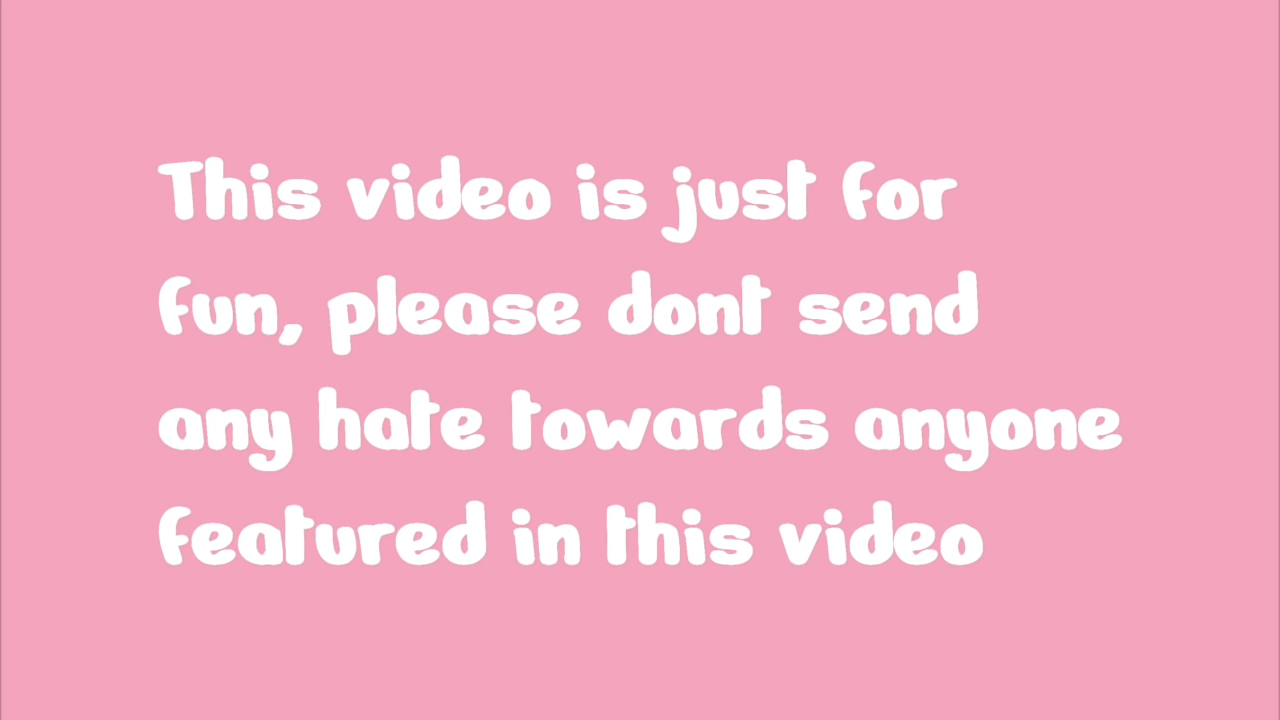 This video is just for
fun, please dont send
any hate towards anyone
featured in this video